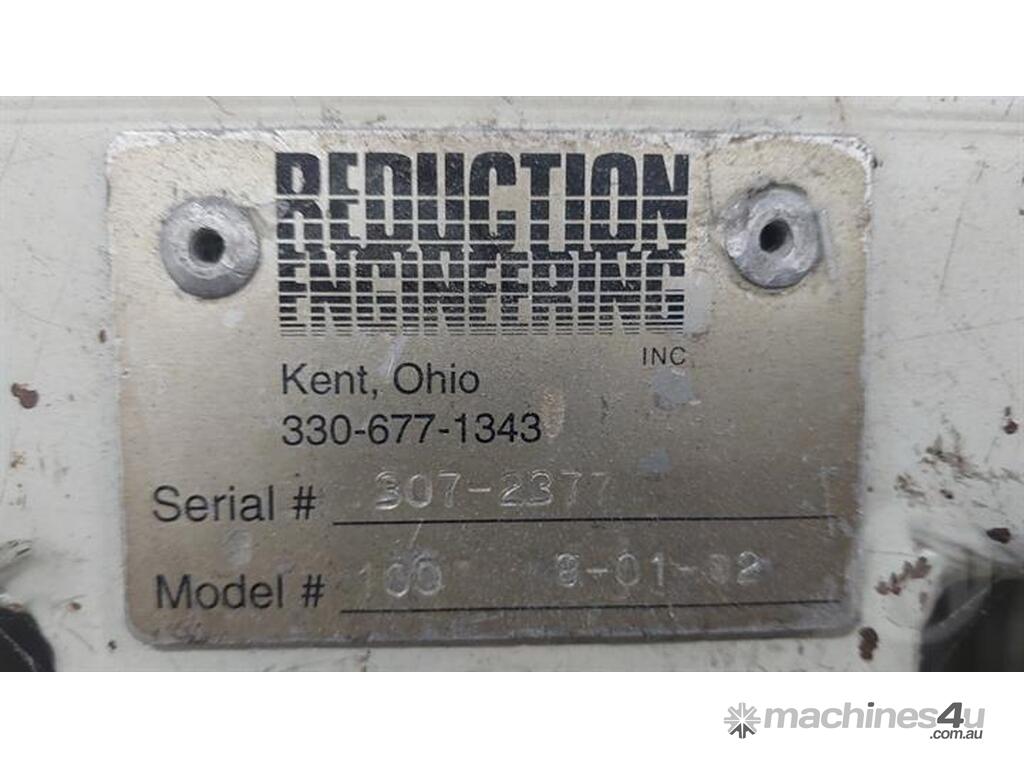 REDUCTION
ENGINEERING
INC
Kent, Ohio
330-677-1343
Serial # 307-2377
Model # 100 8-01-02
machines4u
.com.au